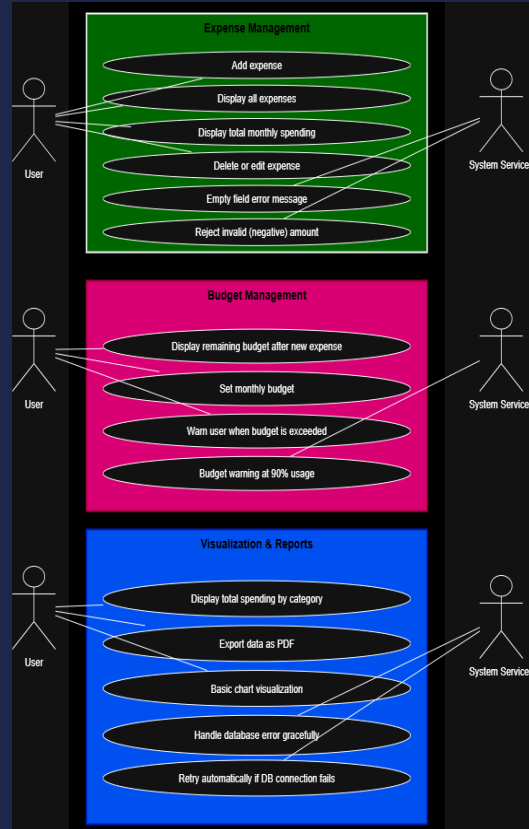 Expense Management
Add expense
Display all expenses
Display total monthly spending
Delete or edit expense
Empty field error message
Reject invalid (negative) amount
User
System Service
Budget Management
Display remaining budget after new expense
Set monthly budget
Warn user when budget is exceeded
Budget warning at 90% usage
User
System Service
Visualization & Reports
Display total spending by category
Export data as PDF
Basic chart visualization
Handle database error gracefully
Retry automatically if DB connection fails
User
System Service